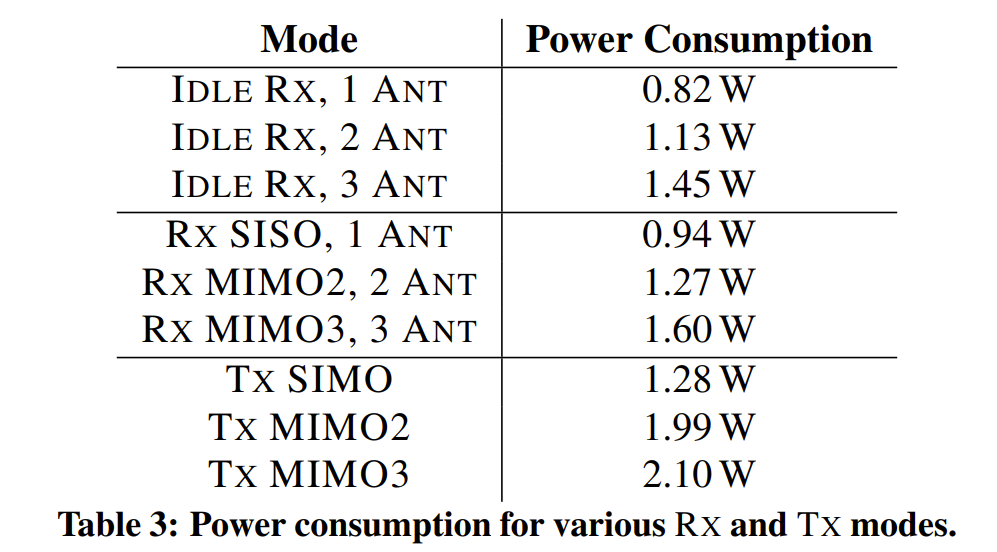 Mode Power Consumption
IDLE RX, 1 ANT 0.82 W
IDLE RX, 2 ANT 1.13 W
IDLE RX, 3 ANT 1.45 W
RX SISO, 1 ANT 0.94 W
RX MIMO2, 2 ANT 1.27 W
RX MIMO3, 3 ANT 1.60 W
TX SIMO 1.28 W
TX MIMO2 1.99 W
TX MIMO3 2.10 W
Table 3: Power consumption for various RX and TX modes.